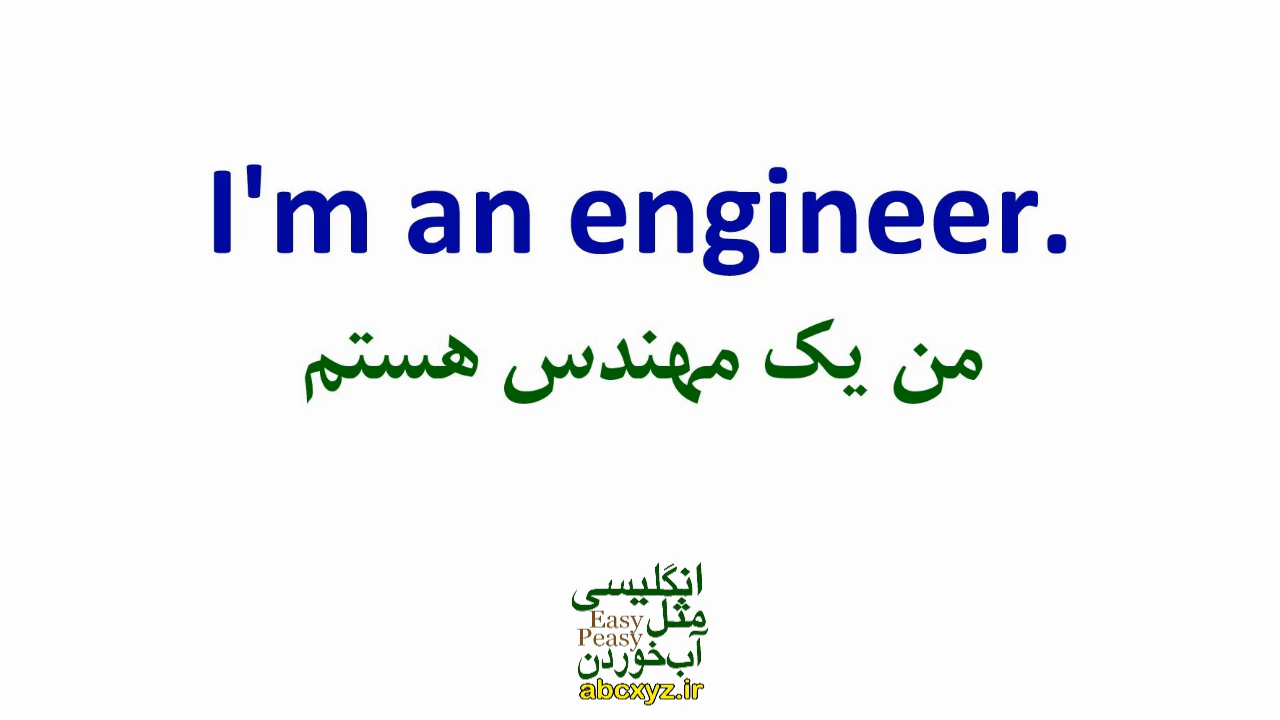 I'm an engineer.
من یک مهندس هستم
انگلیسی
مثل
Easy
Peasy
آب‌خوردن
abcxyz.ir